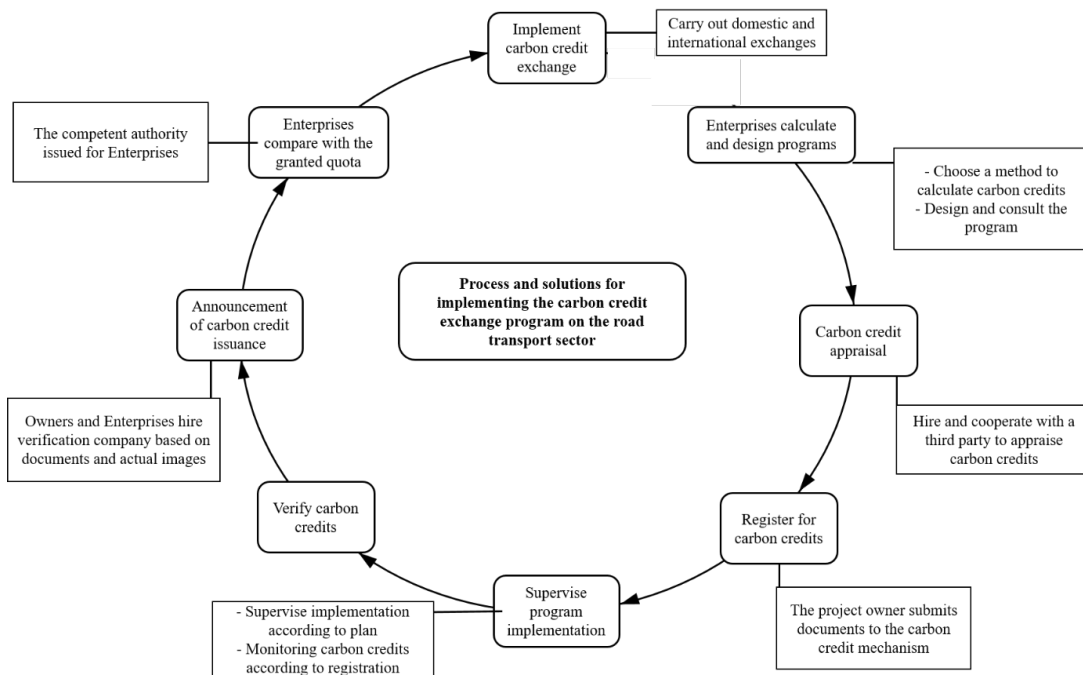 Implement
carbon credit
exchange
Carry out domestic and
international exchanges
Enterprises calculate
and design programs
- Choose a method to
calculate carbon credits
- Design and consult the
program
Carbon credit
appraisal
Hire and cooperate with a
third party to appraise
carbon credits
Register for
carbon credits
The project owner submits
documents to the carbon
credit mechanism
Supervise
program
implementation
- Supervise implementation
according to plan
- Monitoring carbon credits
according to registration
Verify carbon
credits
Announcement
of carbon credit
issuance
Owners and Enterprises hire
verification company based on
documents and actual images
Enterprises
compare with the
granted quota
The competent authority
issued for Enterprises
Process and solutions for
implementing the carbon credit
exchange program on the road
transport sector